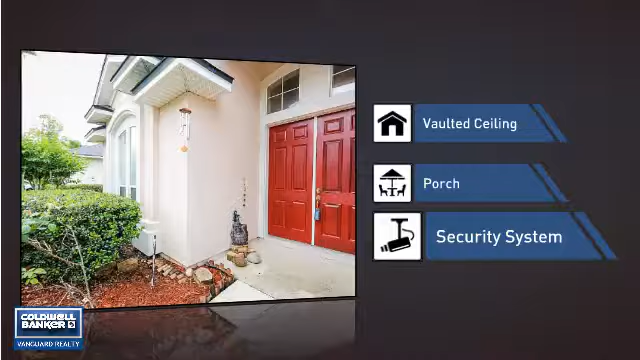 Vaulted Ceiling
Porch
Security System
COLDWELL
BANKER
VANGUARD REALTY